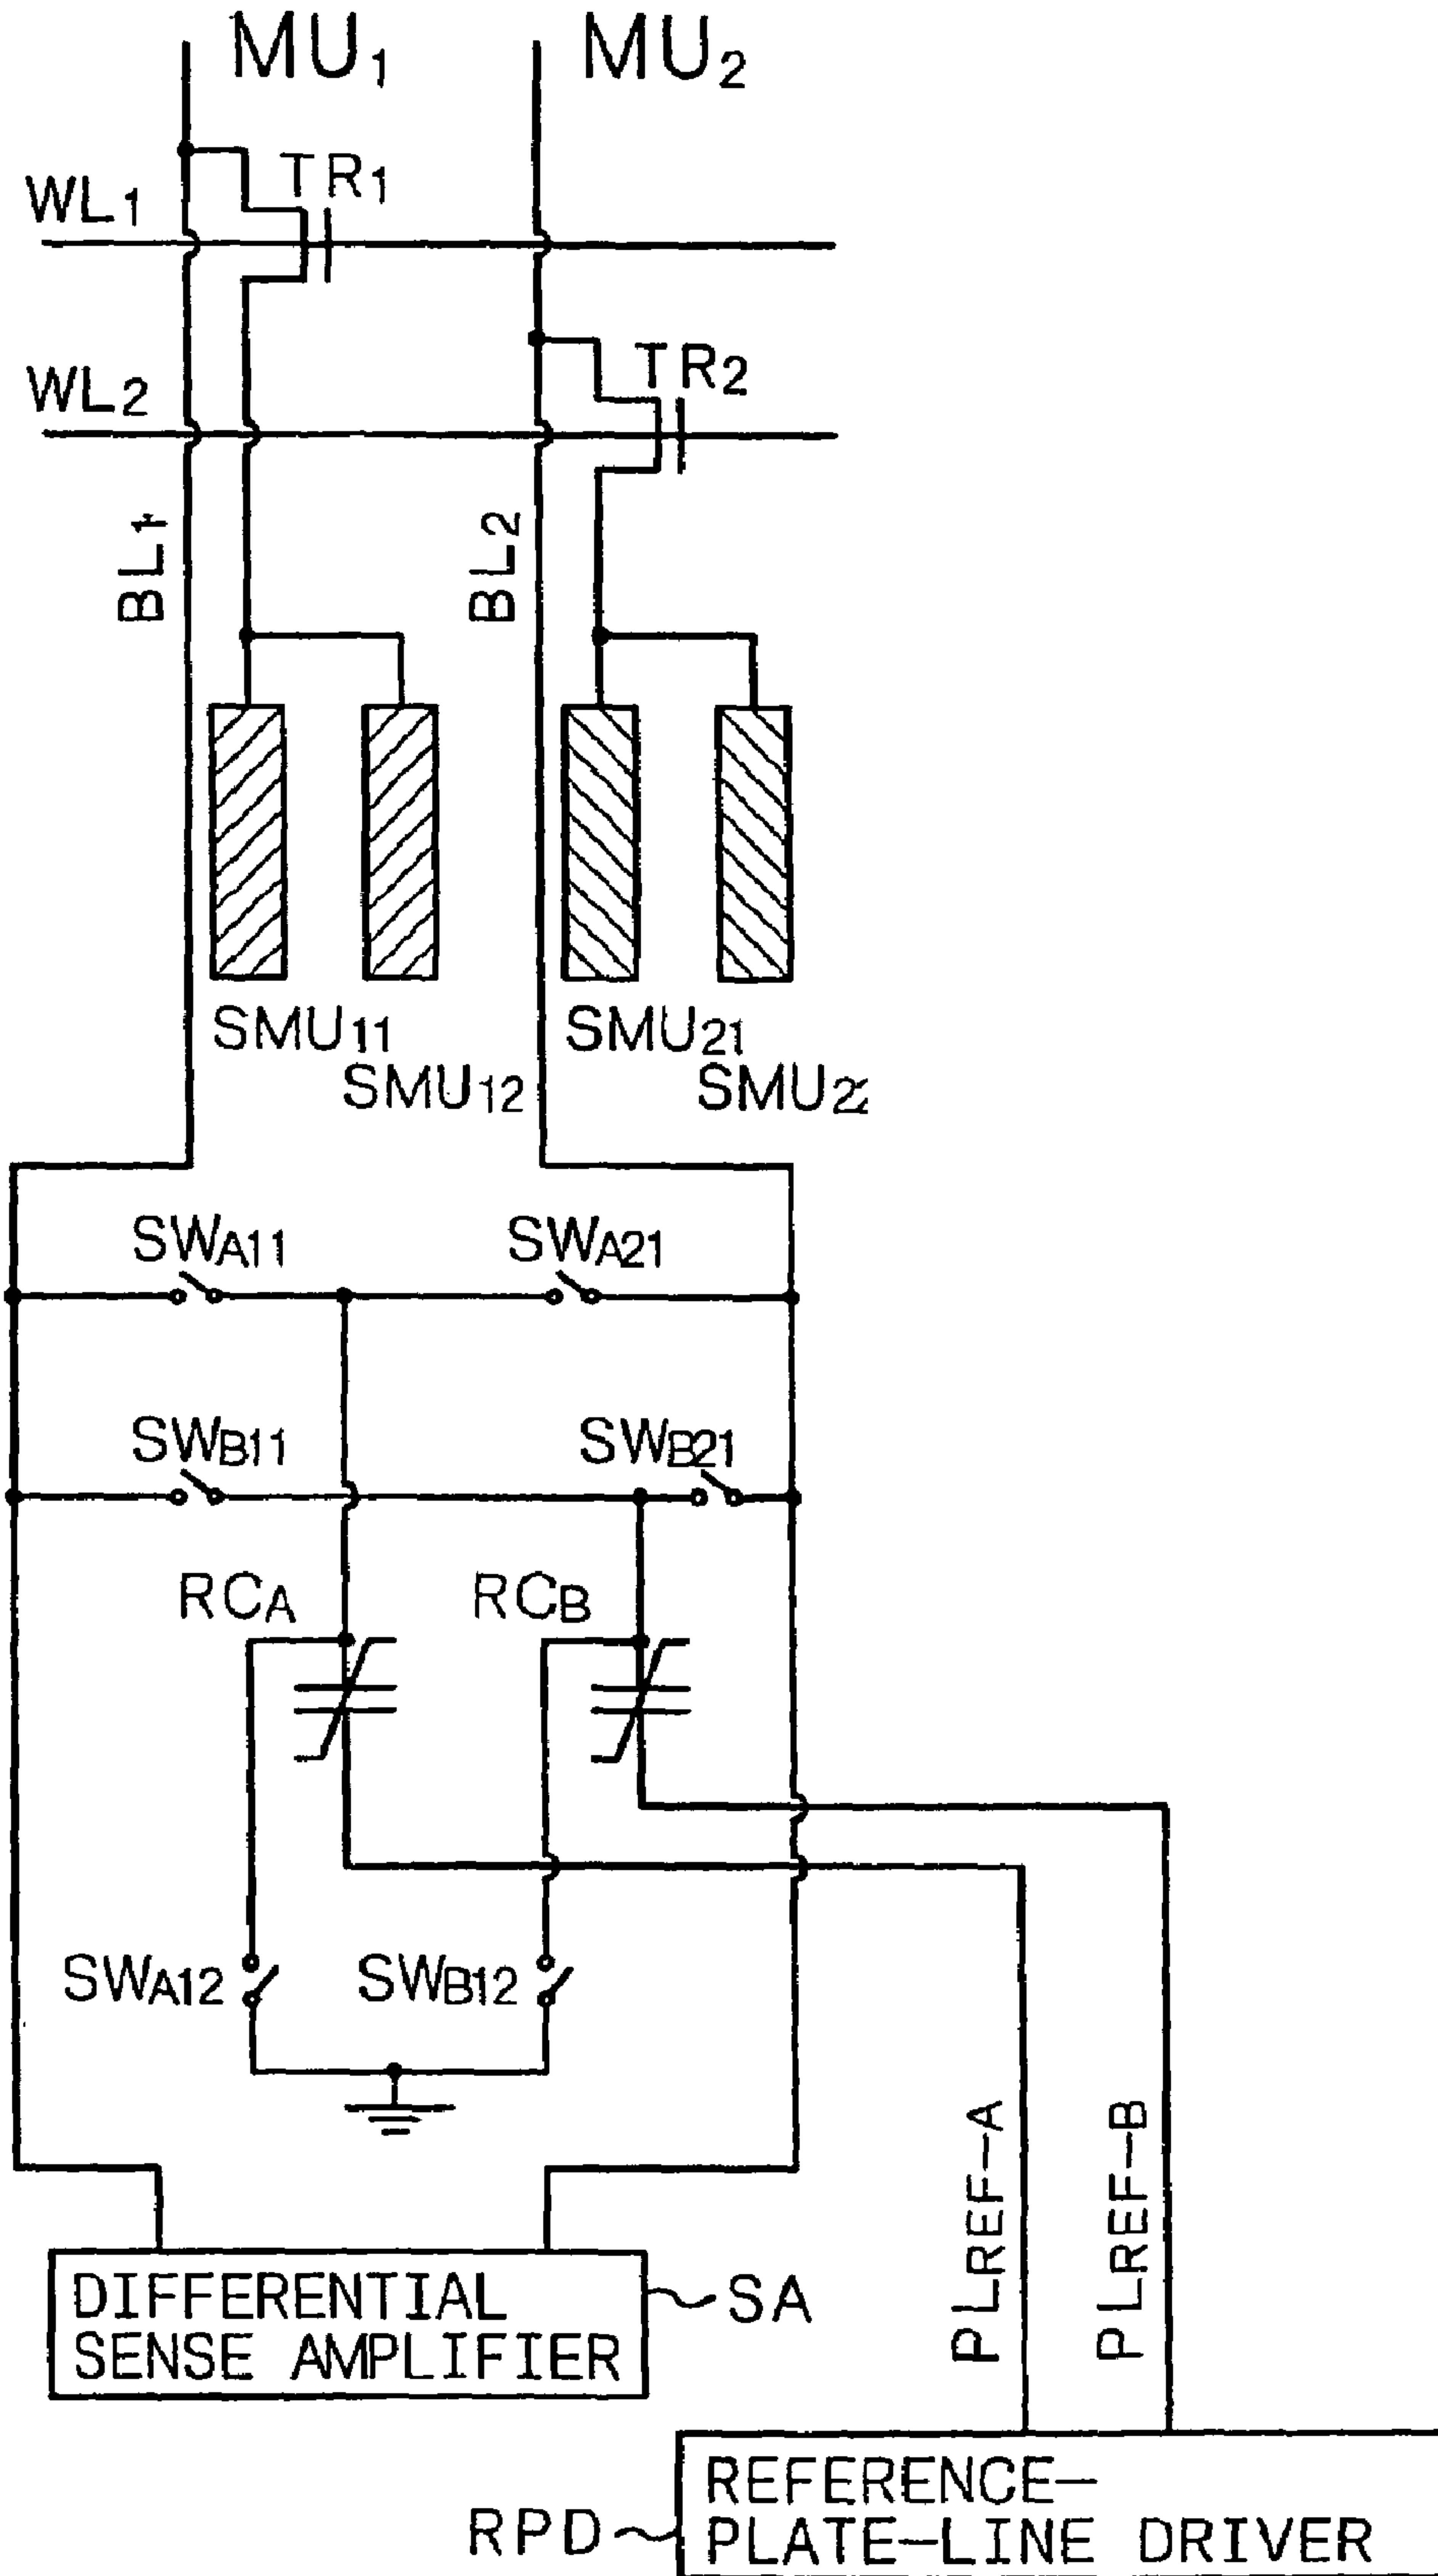 MU1 MU2
TR1
WL1
TR2
WL2
BL1 BL2
SMU11 SMU21
SMU12 SMU22
SWA11 SWA21
SWB11 SWB21
RCA RCB
SWA12 SWB12
PLREF-A
PLREF-B
DIFFERENTIAL
SENSE AMPLIFIER
SA
REFERENCE-
PLATE-LINE DRIVER
RPD